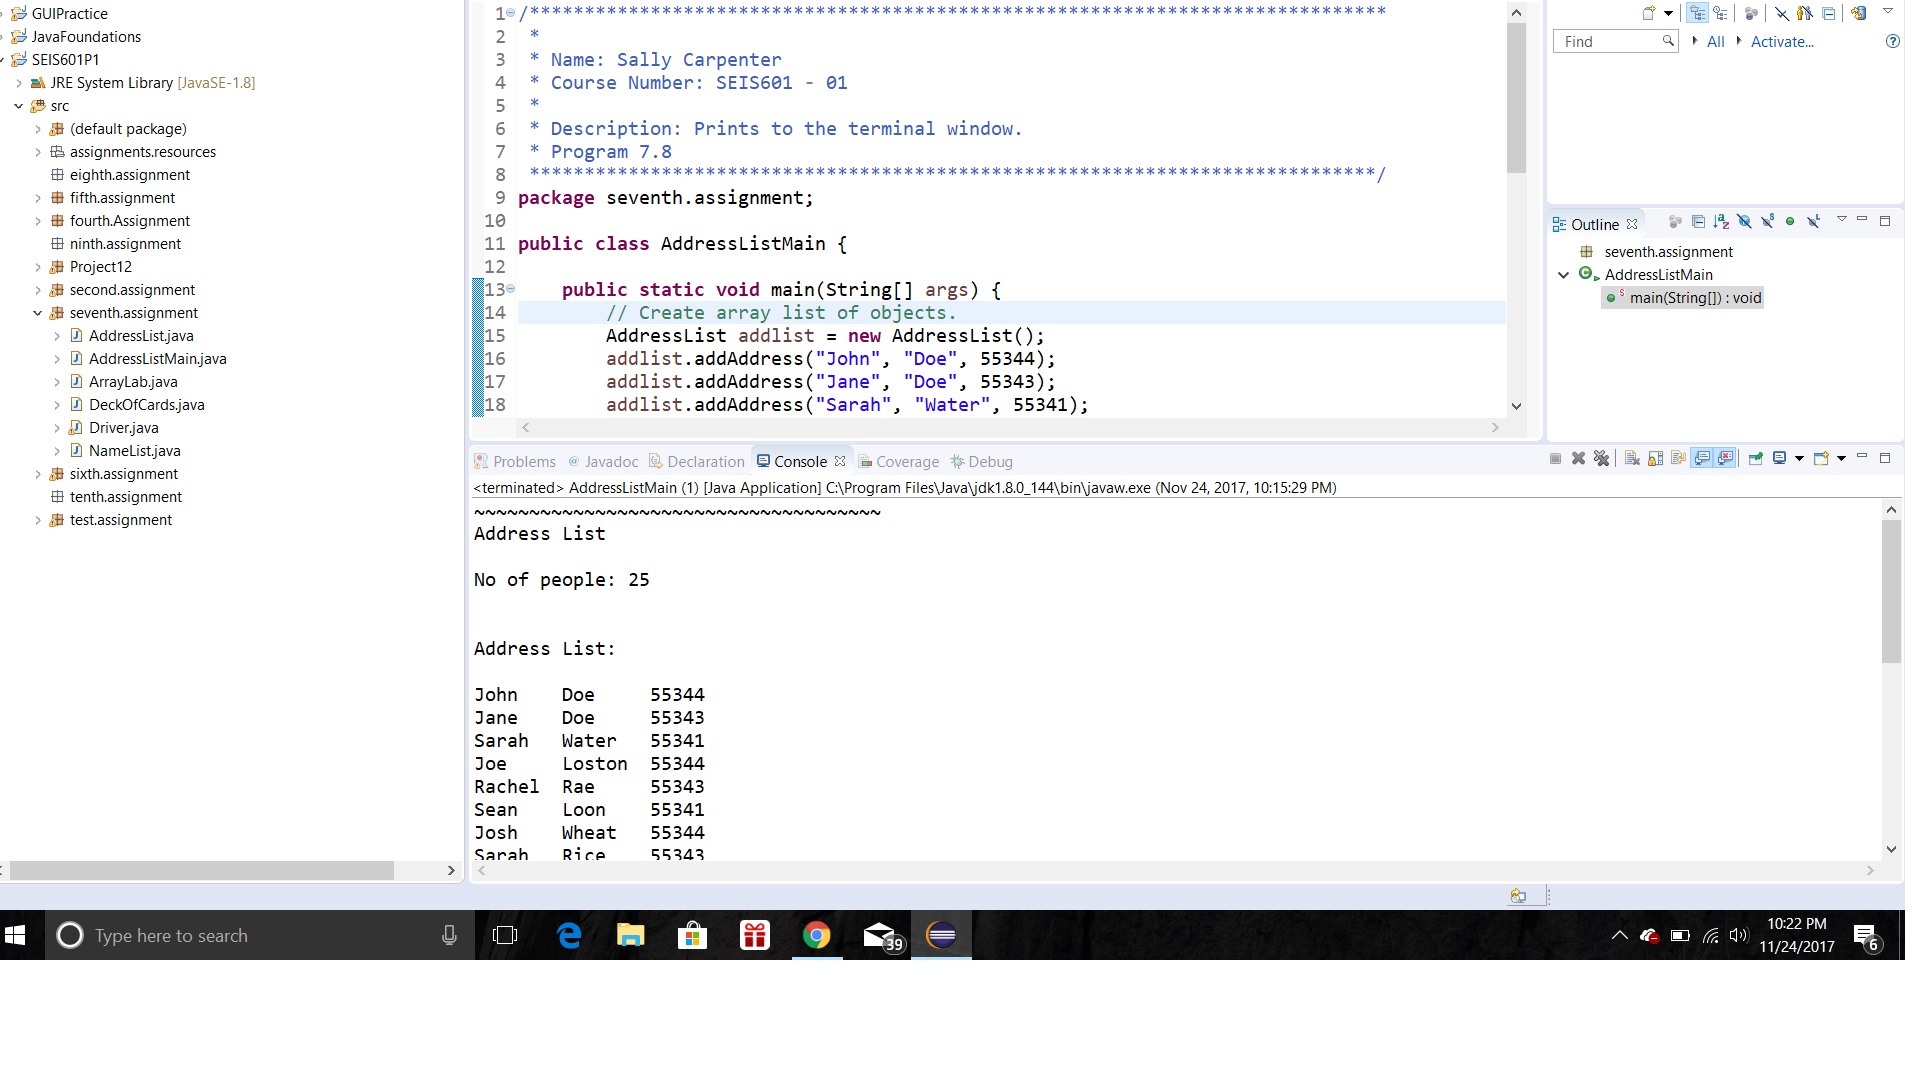 GUIPractice
JavaFoundations
SEIS601P1
JRE System Library [JavaSE-1.8]
src
(default package)
assignments.resources
eighth.assignment
fifth.assignment
fourth.Assignment
ninth.assignment
Project12
second.assignment
seventh.assignment
AddressList.java
AddressListMain.java
ArrayLab.java
DeckOfCards.java
Driver.java
NameList.java
sixth.assignment
tenth.assignment
test.assignment
1 /******************************************************************************
2  *
3  * Name: Sally Carpenter
4  * Course Number: SEIS601 - 01
5  *
6  * Description: Prints to the terminal window.
7  * Program 7.8
8  *****************************************************************************/
9 package seventh.assignment;
10
11 public class AddressListMain {
12
13     public static void main(String[] args) {
14         // Create array list of objects.
15         AddressList addlist = new AddressList();
16         addlist.addAddress("John", "Doe", 55344);
17         addlist.addAddress("Jane", "Doe", 55343);
18         addlist.addAddress("Sarah", "Water", 55341);
Find All Activate...
Outline
seventh.assignment
AddressListMain
main(String[]) : void
Problems @ Javadoc Declaration Console Coverage Debug
<terminated> AddressListMain (1) [Java Application] C:\Program Files\Java\jdk1.8.0_144\bin\javaw.exe (Nov 24, 2017, 10:15:29 PM)
~~~~~~~~~~~~~~~~~~~~~~~~~~~~~~~~~~~~~
Address List
No of people: 25
Address List:
John    Doe     55344
Jane    Doe     55343
Sarah   Water   55341
Joe     Loston  55344
Rachel  Rae     55343
Sean    Loon    55341
Josh    Wheat   55344
Sarah   Rice    55343
Type here to search
39
10:22 PM
11/24/2017
6